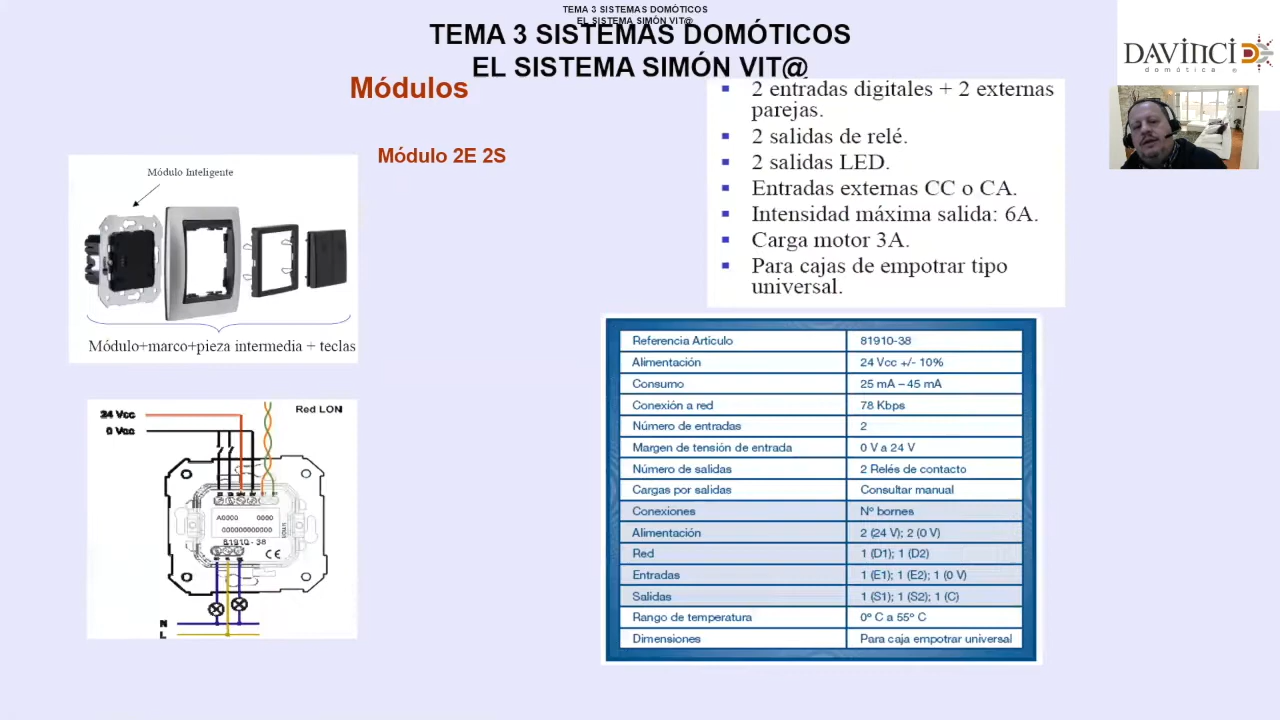 TEMA 3 SISTEMAS DOMÓTICOS
EL SISTEMA SIMÓN VIT@
TEMA 3 SISTEMAS DOMÓTICOS
EL SISTEMA SIMÓN VIT@
DAVINCI
domótica ®
Módulos
Módulo 2E 2S
▪ 2 entradas digitales + 2 externas
parejas.
▪ 2 salidas de relé.
▪ 2 salidas LED.
▪ Entradas externas CC o CA.
▪ Intensidad máxima salida: 6A.
▪ Carga motor 3A.
▪ Para cajas de empotrar tipo
universal.
Módulo Inteligente
Módulo+marco+pieza intermedia + teclas
Referencia Artículo 81910-38
Alimentación 24 Vcc +/- 10%
Consumo 25 mA – 45 mA
Conexión a red 78 Kbps
Número de entradas 2
Margen de tensión de entrada 0 V a 24 V
Número de salidas 2 Relés de contacto
Cargas por salidas Consultar manual
Conexiones Nº bornes
Alimentación 2 (24 V); 2 (0 V)
Red 1 (D1); 1 (D2)
Entradas 1 (E1); 1 (E2); 1 (0 V)
Salidas 1 (S1); 1 (S2); 1 (C)
Rango de temperatura 0º C a 55º C
Dimensiones Para caja empotrar universal
24 Vcc
Red LON
0 Vcc
A0000 0000
000000000000
81910 - 38
CE
N
L